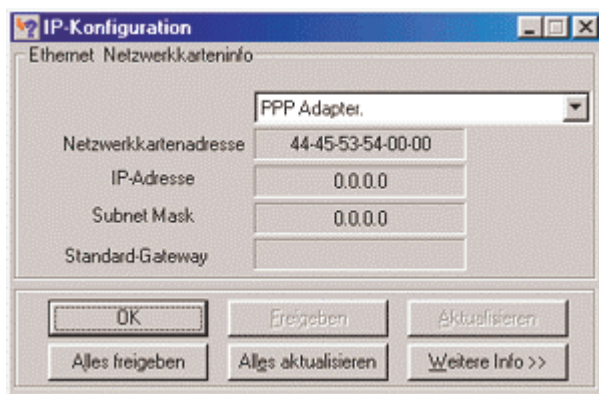 IP-Konfiguration
Ethernet Netzwerkkarteninfo
PPP Adapter.
Netzwerkkartenadresse 44-45-53-54-00-00
IP-Adresse 0.0.0.0
Subnet Mask 0.0.0.0
Standard-Gateway
OK Freigeben Aktualisieren
Alles freigeben Alles aktualisieren Weitere Info >>